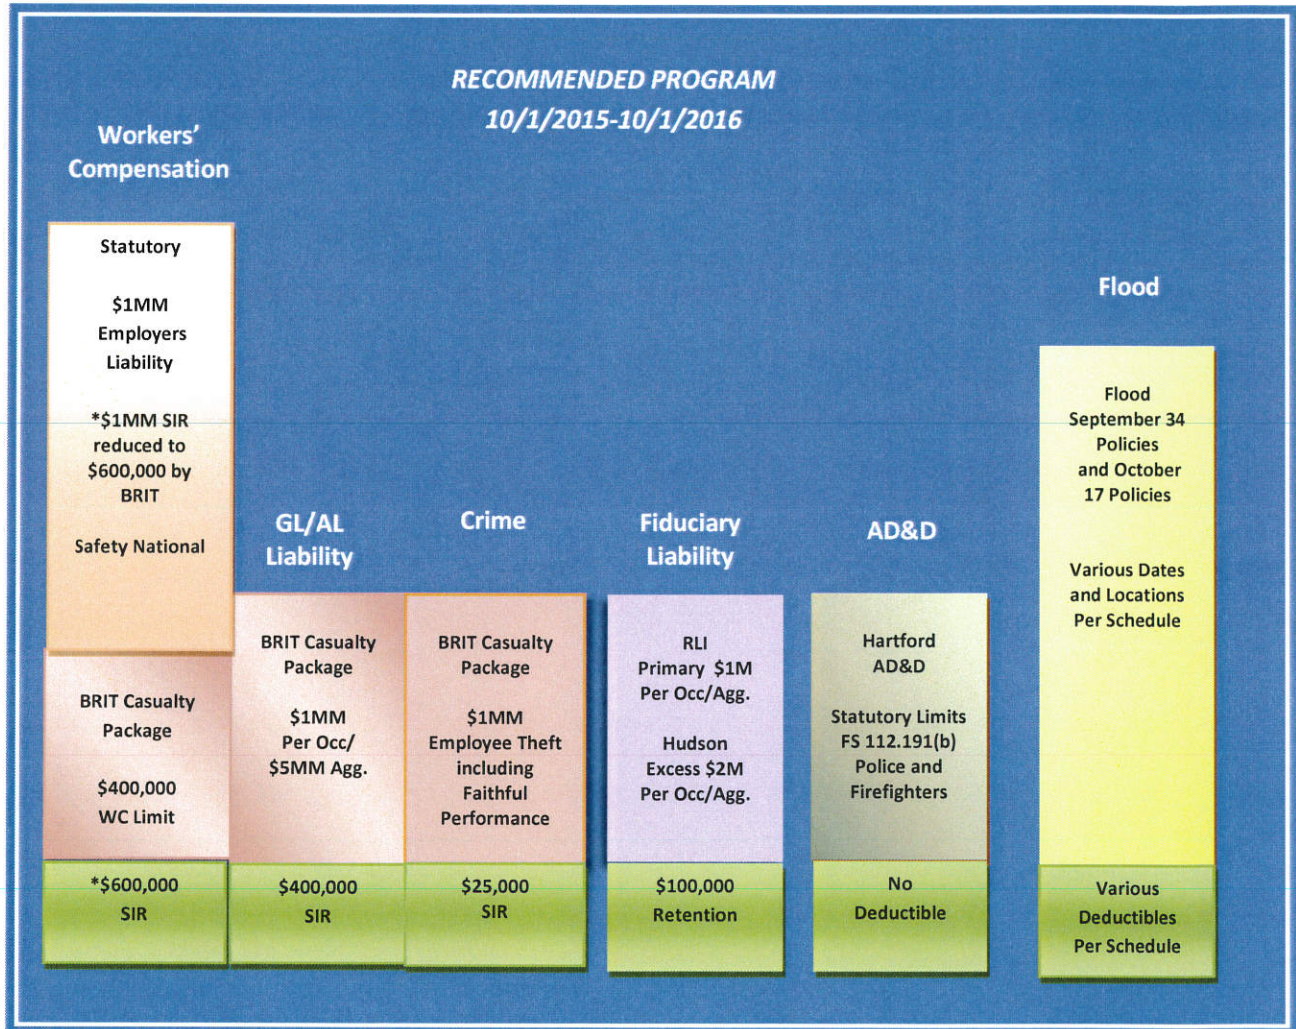 RECOMMENDED PROGRAM
10/1/2015-10/1/2016
Workers'
Compensation
Statutory
$1MM
Employers
Liability
*$1MM SIR
reduced to
$600,000 by
BRIT
Safety National
BRIT Casualty
Package
$400,000
WC Limit
*$600,000
SIR
GL/AL
Liability
BRIT Casualty
Package
$1MM
Per Occ/
$5MM Agg.
$400,000
SIR
Crime
BRIT Casualty
Package
$1MM
Employee Theft
including
Faithful
Performance
$25,000
SIR
Fiduciary
Liability
RLI
Primary $1M
Per Occ/Agg.
Hudson
Excess $2M
Per Occ/Agg.
$100,000
Retention
AD&D
Hartford
AD&D
Statutory Limits
FS 112.191(b)
Police and
Firefighters
No
Deductible
Flood
Flood
September 34
Policies
and October
17 Policies
Various Dates
and Locations
Per Schedule
Various
Deductibles
Per Schedule